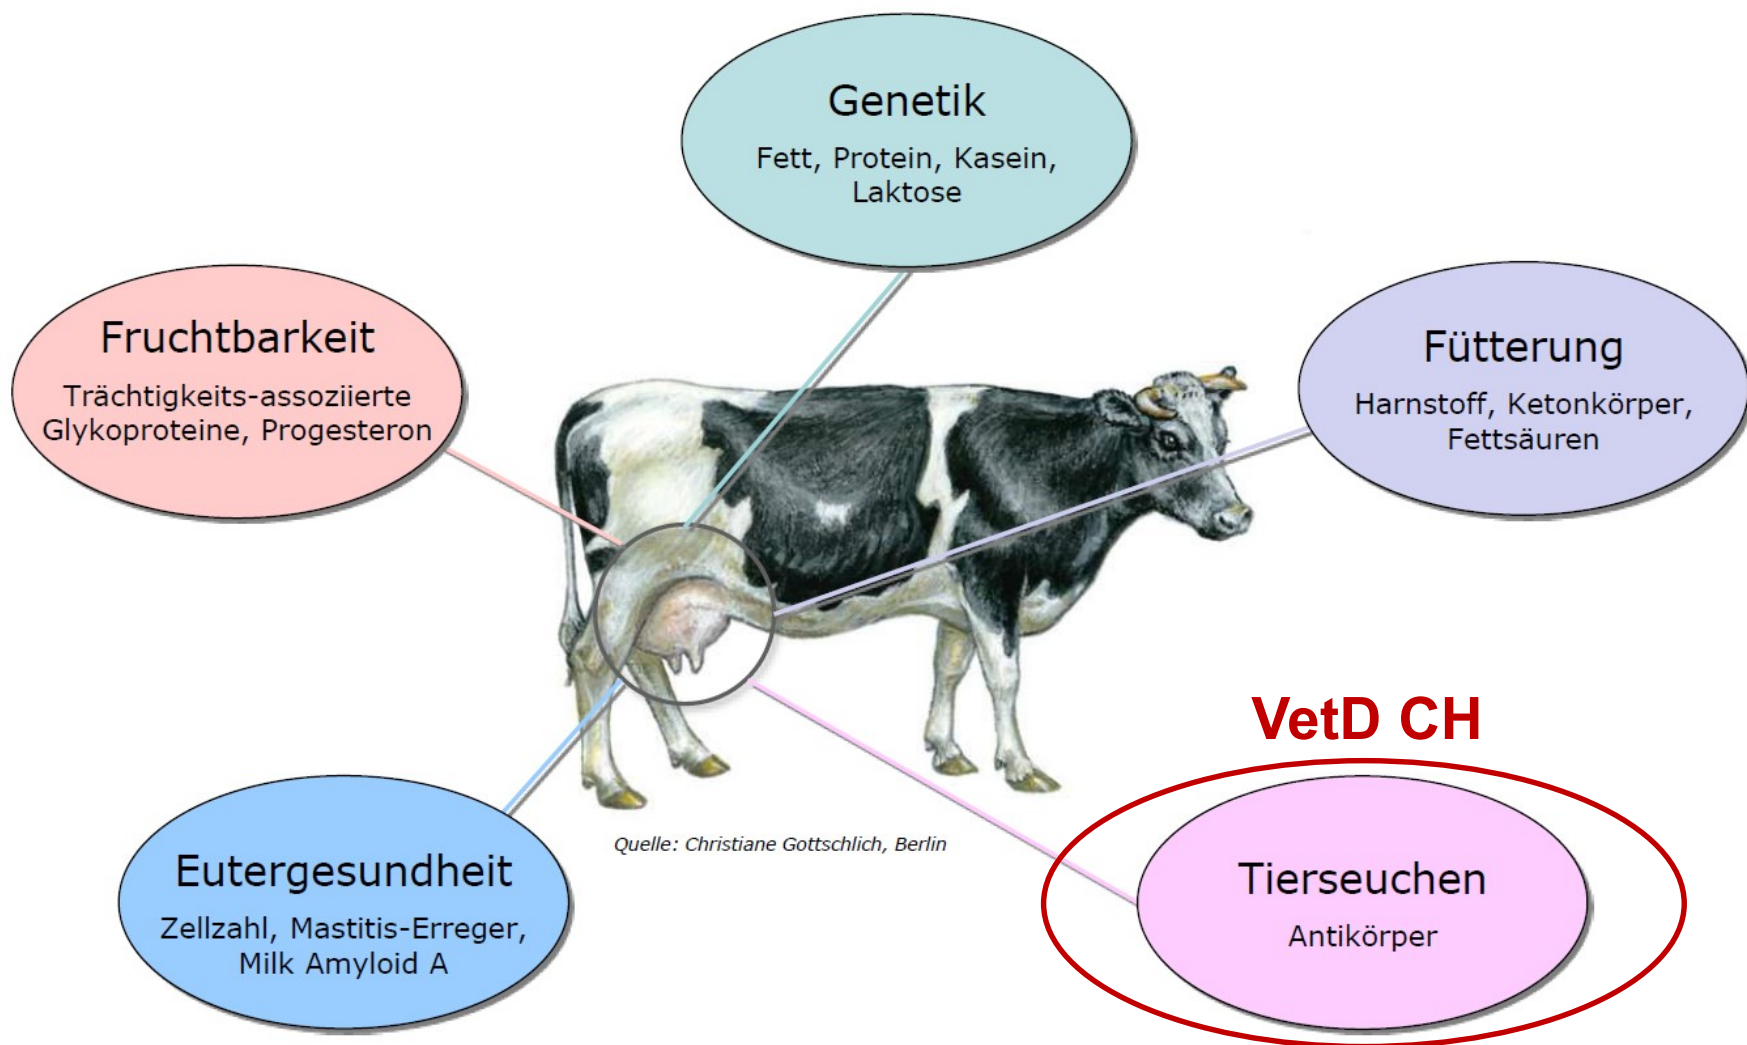 Genetik
Fett, Protein, Kasein,
Laktose
Fruchtbarkeit
Trächtigkeits-assoziierte
Glykoproteine, Progesteron
Fütterung
Harnstoff, Ketonkörper,
Fettsäuren
VetD CH
Quelle: Christiane Gottschlich, Berlin
Eutergesundheit
Zellzahl, Mastitis-Erreger,
Milk Amyloid A
Tierseuchen
Antikörper